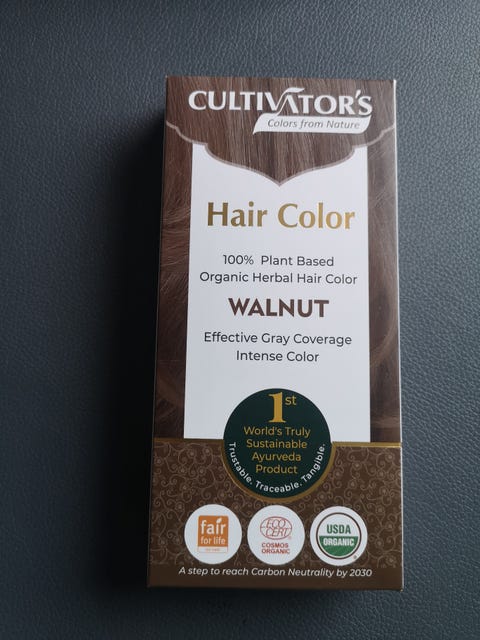 CULTIVATOR'S
Colors from Nature
Hair Color
100% Plant Based
Organic Herbal Hair Color
WALNUT
Effective Gray Coverage
Intense Color
1st
World's Truly
Sustainable
Ayurveda
Product
Trustable. Traceable. Tangible.
fair
for life
ECO
CERT
COSMOS
ORGANIC
USDA
ORGANIC
A step to reach Carbon Neutrality by 2030